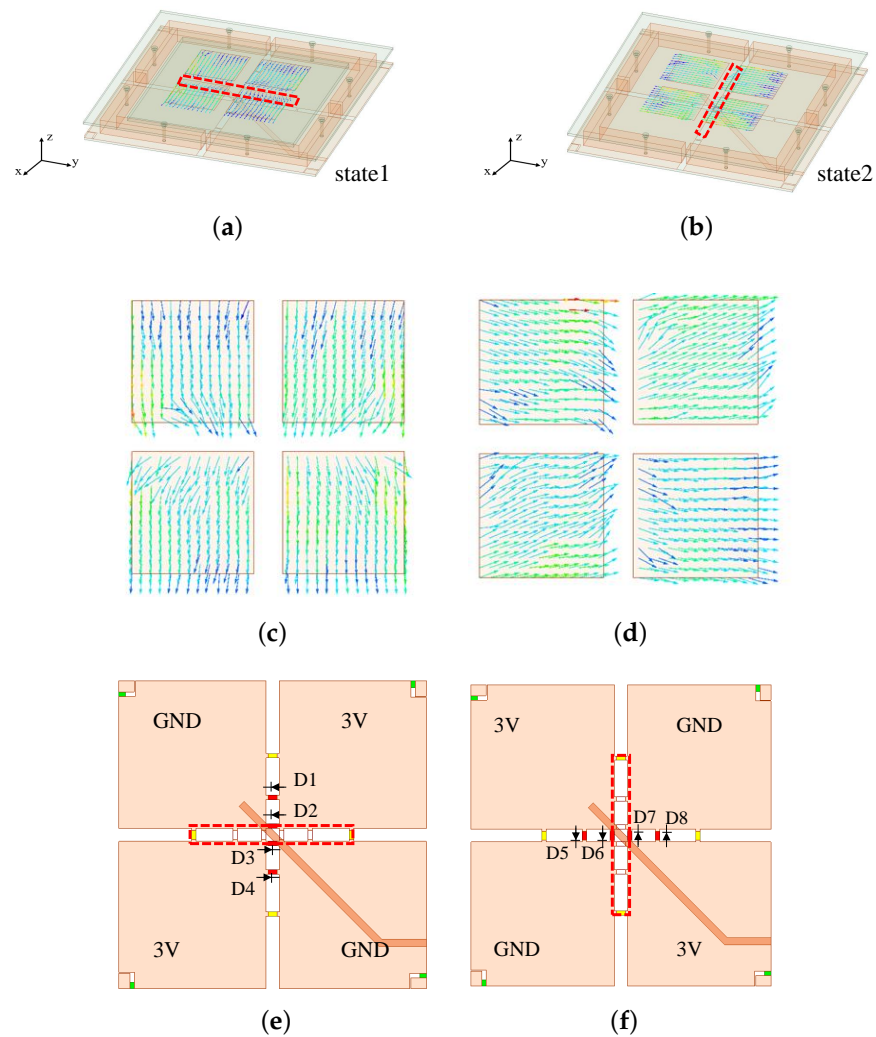 z
x
y
state1
z
x
y
state2
(a)
(b)
(c)
(d)
GND
3V
D1
D2
D3
D4
3V
GND
3V
GND
D7
D8
D5
D6
GND
3V
(e)
(f)